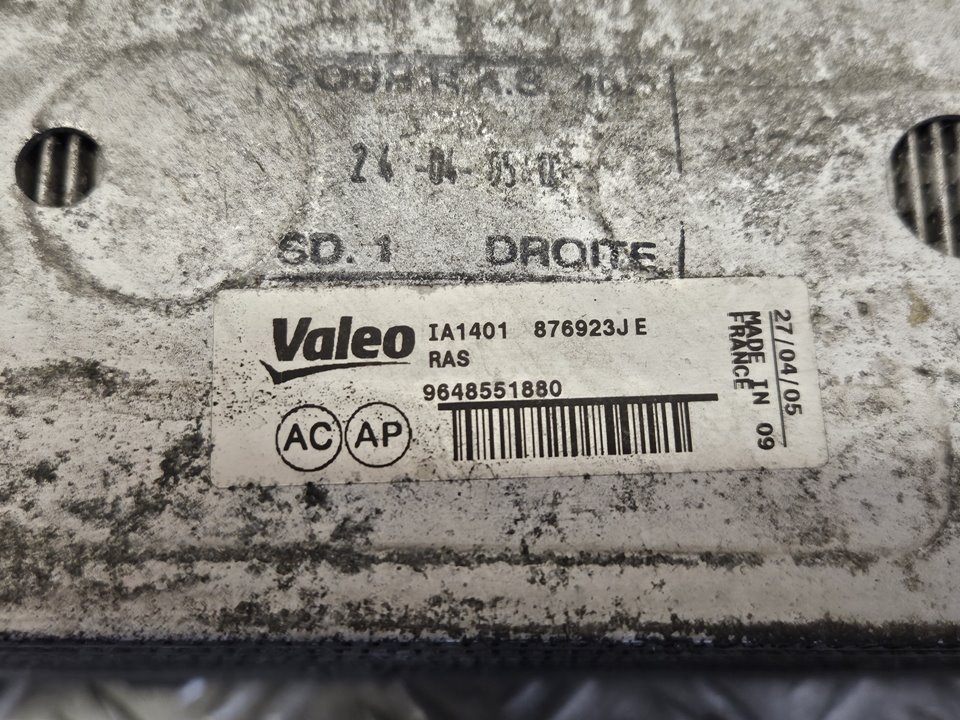 24-04-05
SD. 1 DROITE
Valeo
IA1401 876923J E
RAS
9648551880
AC AP
27/04/05
MADE IN 09
FRANCE